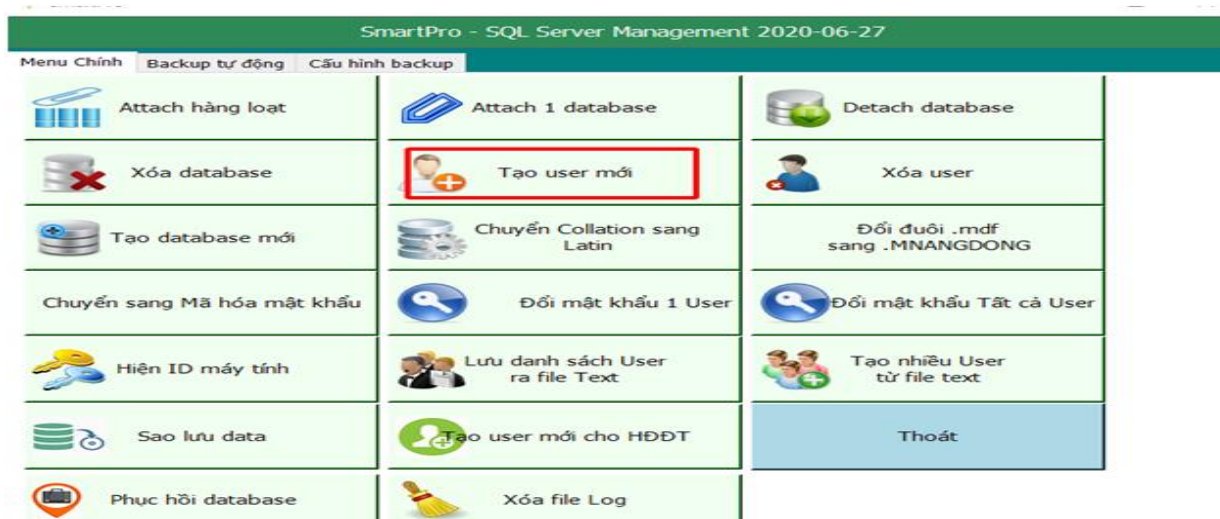 SmartPro - SQL Server Management 2020-06-27
Menu Chính Backup tự động Cấu hình backup
Attach hàng loạt
Attach 1 database
Detach database
Xóa database
Tạo user mới
Xóa user
Tạo database mới
Chuyển Collation sang
Latin
Đổi đuôi .mdf
sang .MNANGDONG
Chuyển sang Mã hóa mật khẩu
Đổi mật khẩu 1 User
Đổi mật khẩu Tất cả User
Hiện ID máy tính
Lưu danh sách User
ra file Text
Tạo nhiều User
từ file text
Sao lưu data
Tạo user mới cho HĐĐT
Thoát
Phục hồi database
Xóa file Log